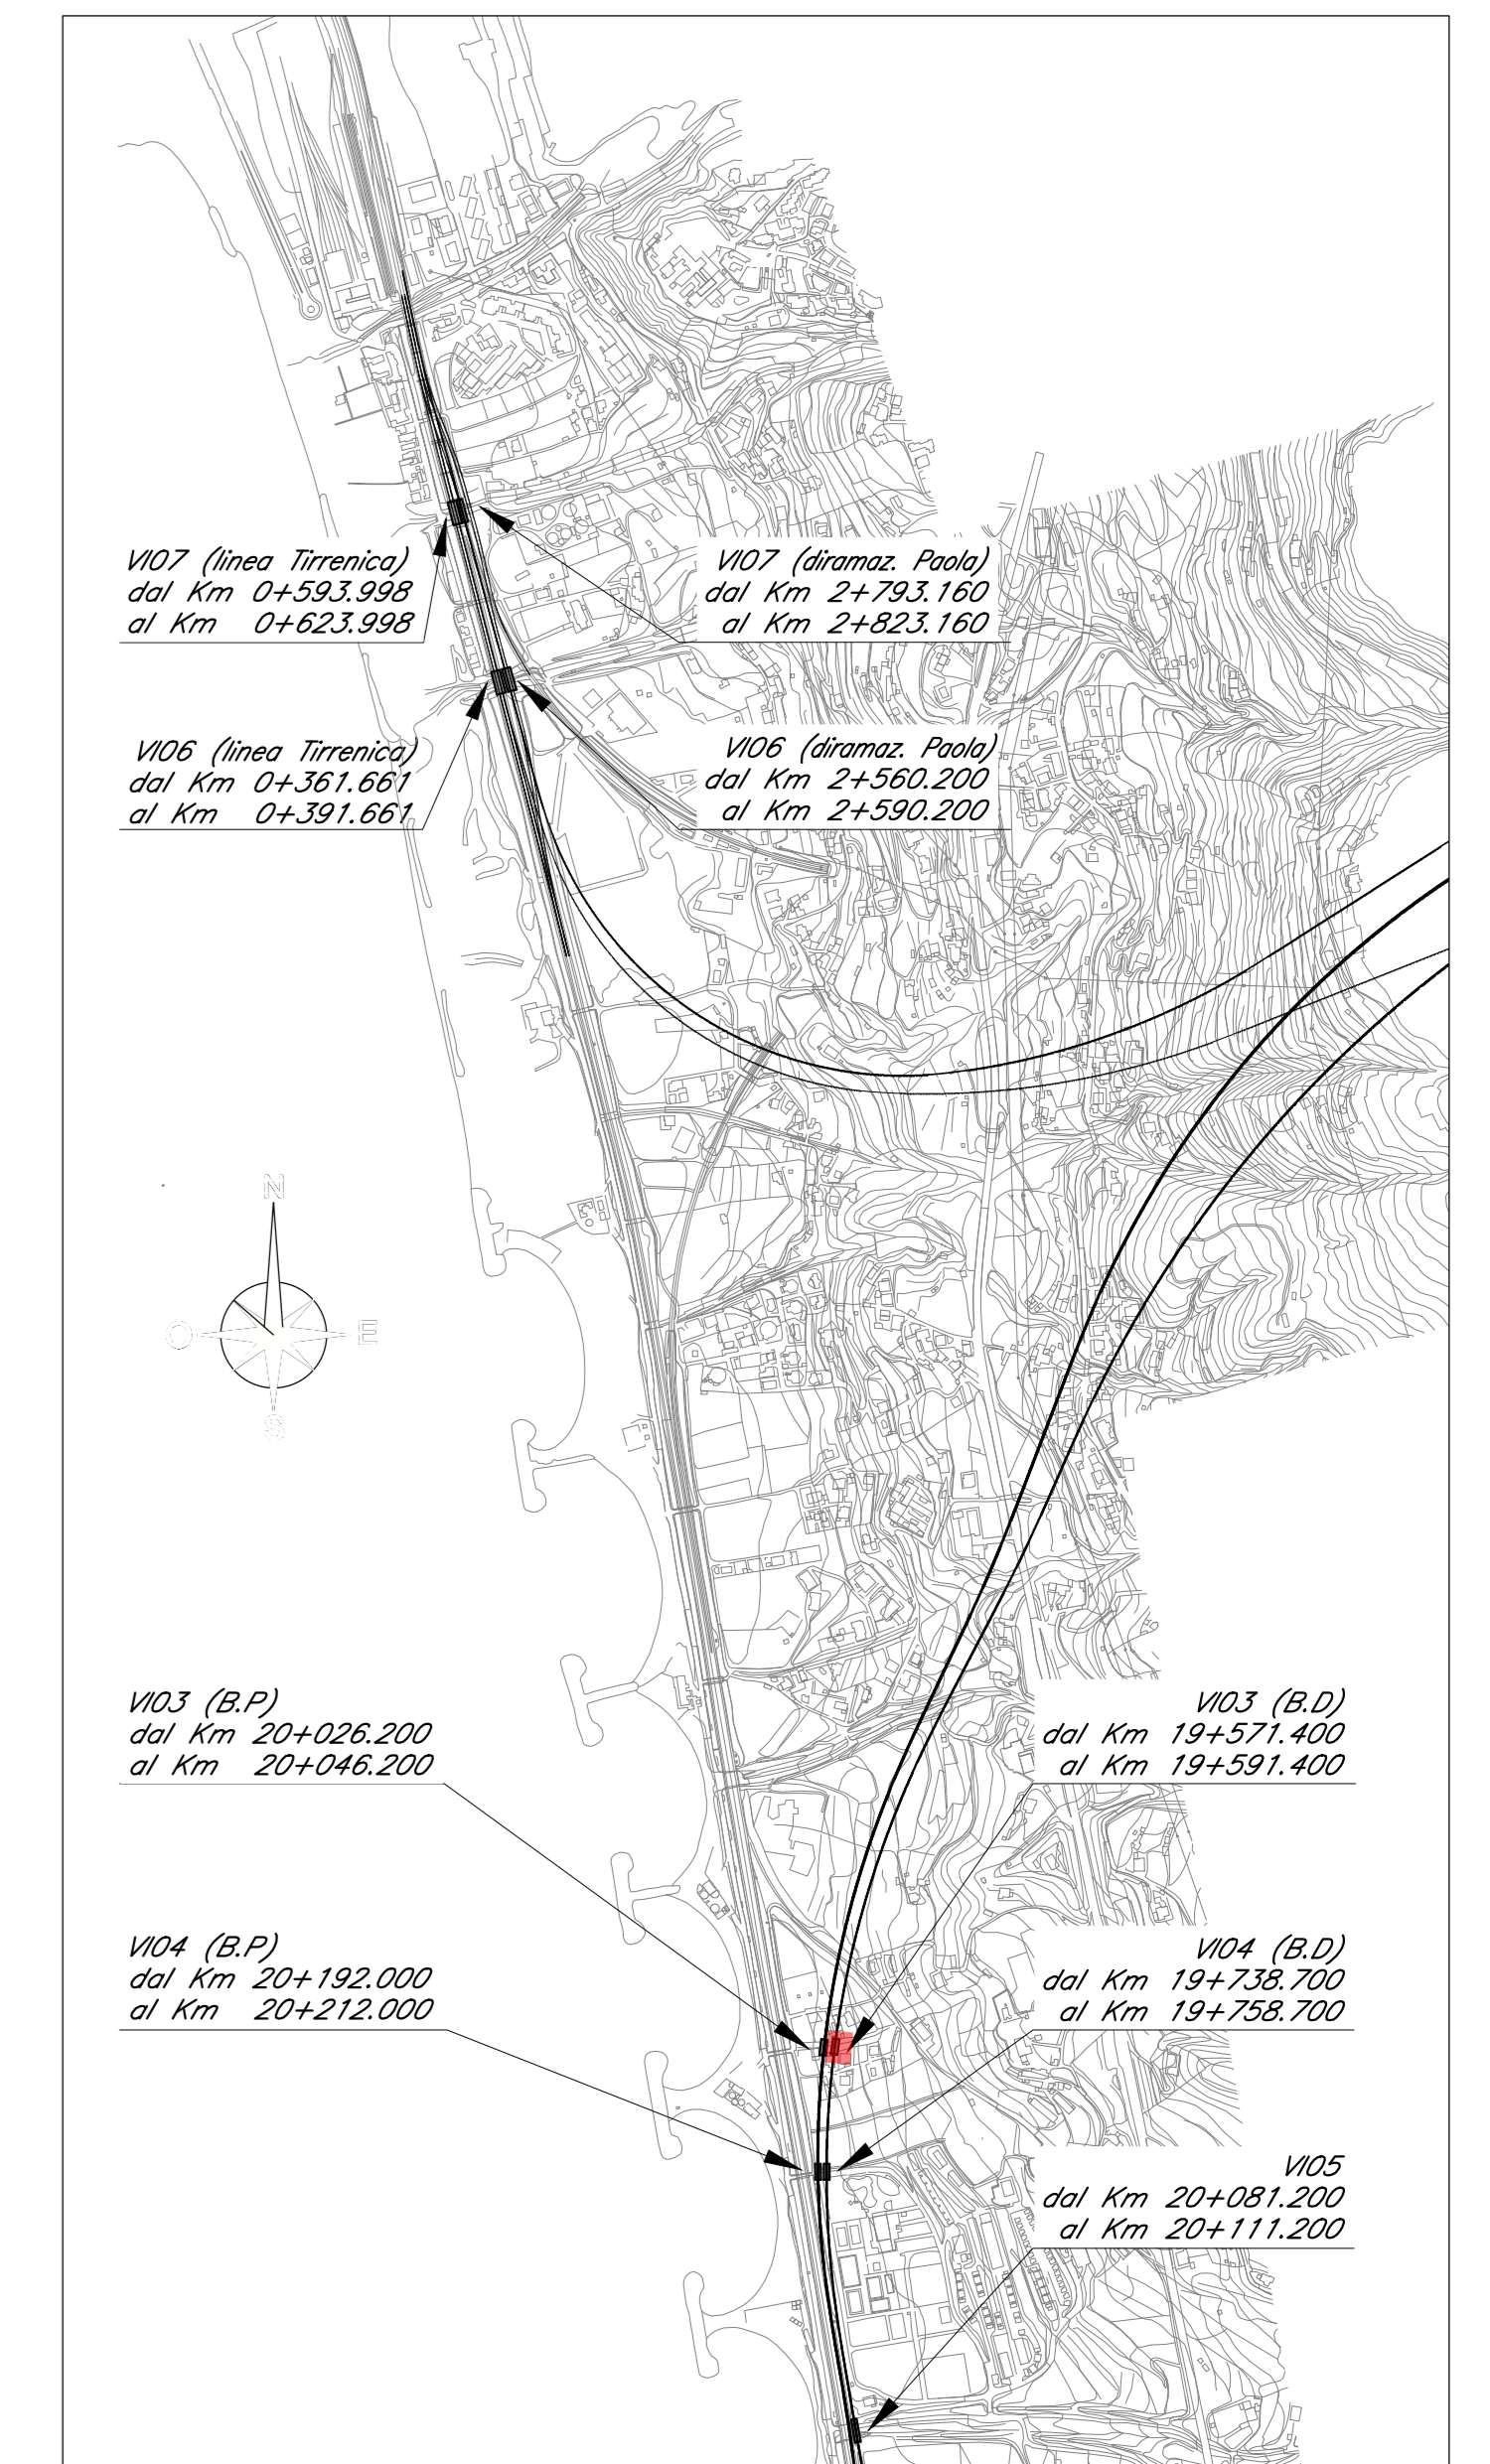 VI07 (linea Tirrenica)
dal Km 0+593.998
al Km 0+623.998
VI07 (diramaz. Paola)
dal Km 2+793.160
al Km 2+823.160
VI06 (linea Tirrenica)
dal Km 0+361.661
al Km 0+391.661
VI06 (diramaz. Paola)
dal Km 2+560.200
al Km 2+590.200
N
O
E
S
VI03 (B.P)
dal Km 20+026.200
al Km 20+046.200
VI03 (B.D)
dal Km 19+571.400
al Km 19+591.400
VI04 (B.P)
dal Km 20+192.000
al Km 20+212.000
VI04 (B.D)
dal Km 19+738.700
al Km 19+758.700
VI05
dal Km 20+081.200
al Km 20+111.200